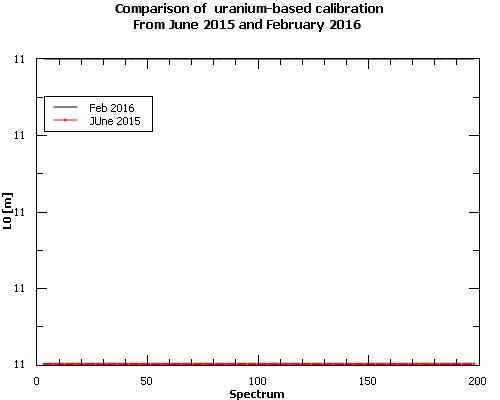 Comparison of uranium-based calibration
From June 2015 and February 2016
11
Feb 2016
JUne 2015
11
L0 [m]
11
11
11
0 50 100 150 200
Spectrum